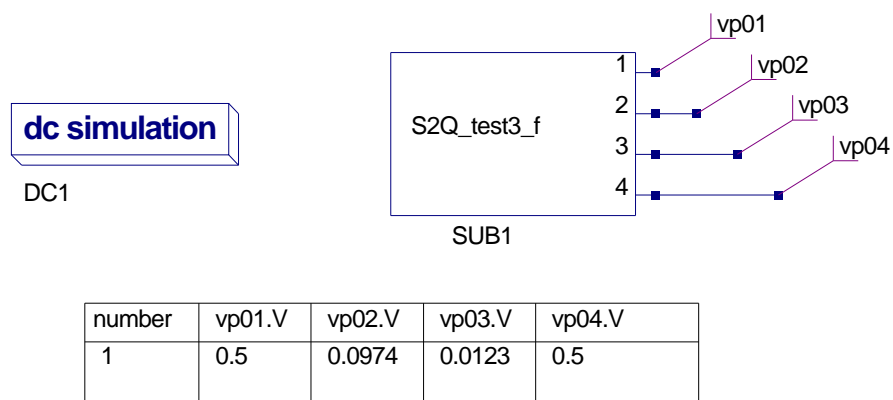 vp01
1
vp02
2
dc simulation
S2Q_test3_f
vp03
3
vp04
4
DC1
SUB1
number vp01.V vp02.V vp03.V vp04.V
1 0.5 0.0974 0.0123 0.5